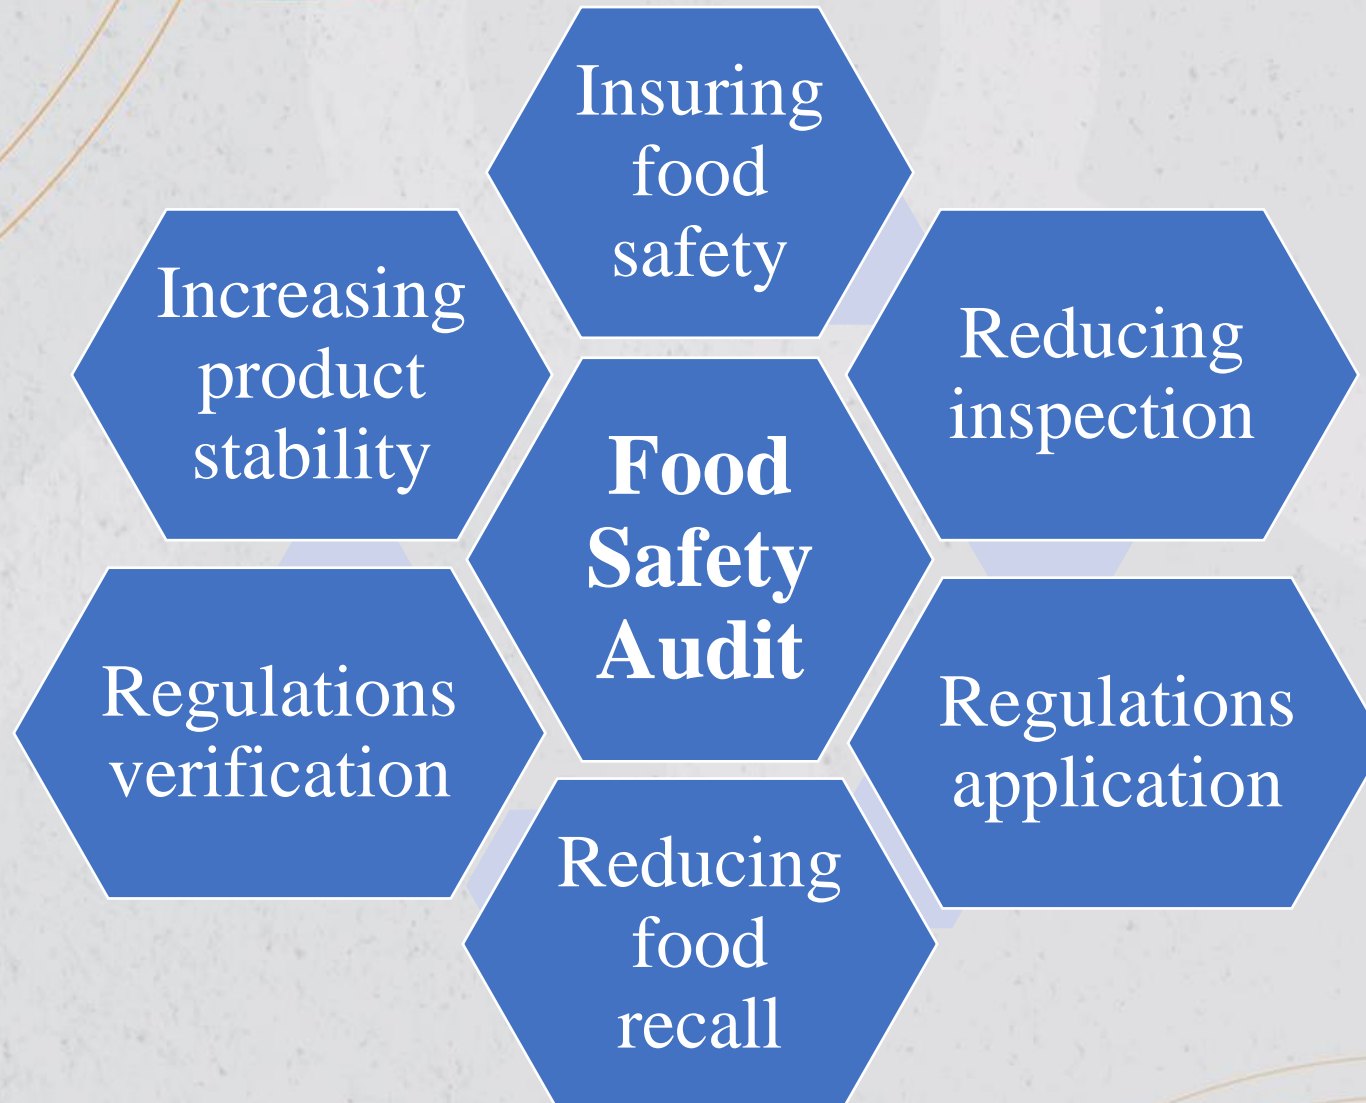 Insuring
food
safety
Increasing
product
stability
Reducing
inspection
Food
Safety
Audit
Regulations
verification
Regulations
application
Reducing
food
recall